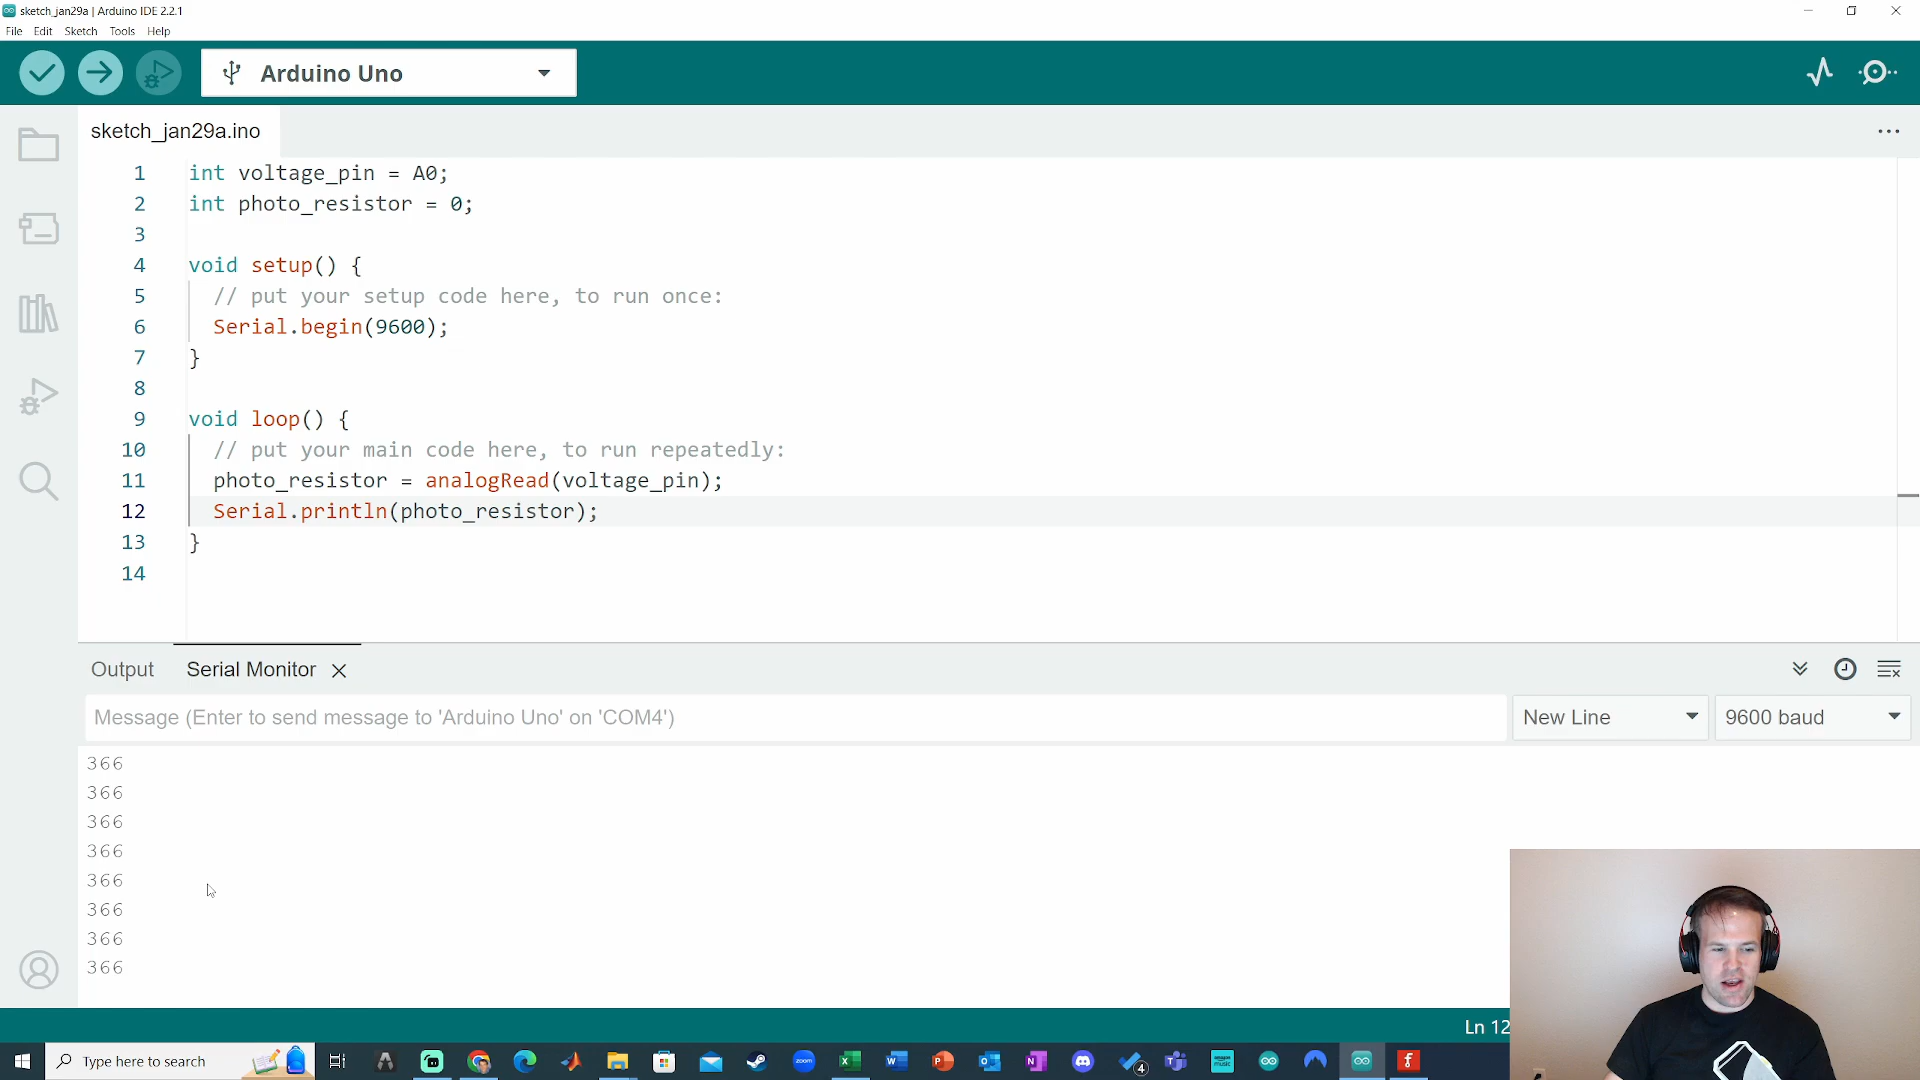 sketch_jan29a | Arduino IDE 2.2.1
File Edit Sketch Tools Help
Arduino Uno
sketch_jan29a.ino
1 int voltage_pin = A0;
2 int photo_resistor = 0;
3
4 void setup() {
5 // put your setup code here, to run once:
6 Serial.begin(9600);
7 }
8
9 void loop() {
10 // put your main code here, to run repeatedly:
11 photo_resistor = analogRead(voltage_pin);
12 Serial.println(photo_resistor);
13 }
14
Output Serial Monitor
Message (Enter to send message to 'Arduino Uno' on 'COM4') New Line 9600 baud
366
366
366
366
366
366
366
366
Ln 12
Type here to search zoom 4